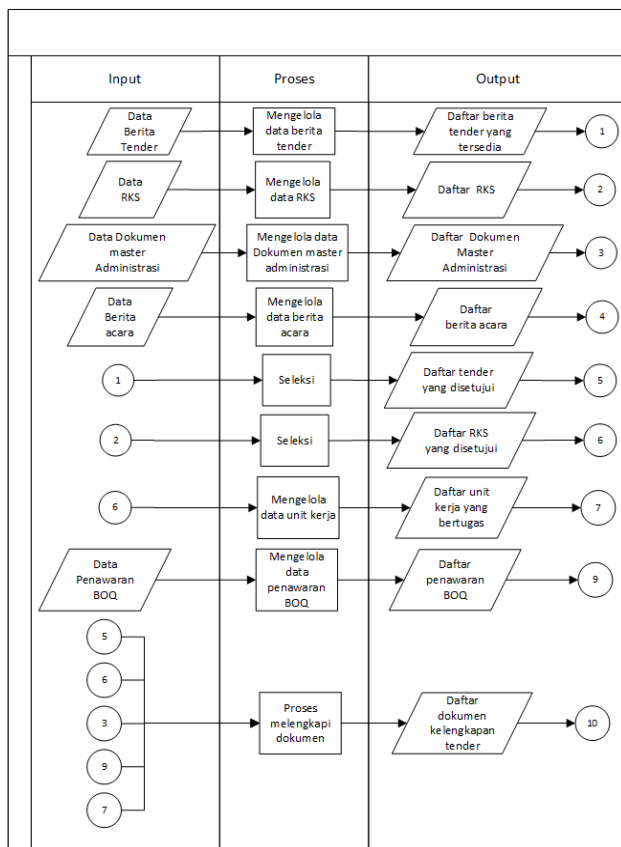 Input
Proses
Output
Data
Berita
Tender
Mengelola
data berita
tender
Daftar berita
tender yang
tersedia
1
Data
RKS
Mengelola
data RKS
Daftar RKS
2
Data Dokumen
master
Administrasi
Mengelola data
Dokumen master
administrasi
Daftar Dokumen
Master
Administrasi
3
Data
Berita
acara
Mengelola
data berita
acara
Daftar
berita acara
4
1
Seleksi
Daftar tender
yang disetujui
5
2
Seleksi
Daftar RKS
yang disetujui
6
6
Mengelola
data unit kerja
Daftar unit
kerja yang
bertugas
7
Data
Penawaran
BOQ
Mengelola
data
penawaran
BOQ
Daftar
penawaran
BOQ
9
5
6
3
9
7
Proses
melengkapi
dokumen
Daftar
dokumen
kelengkapan
tender
10